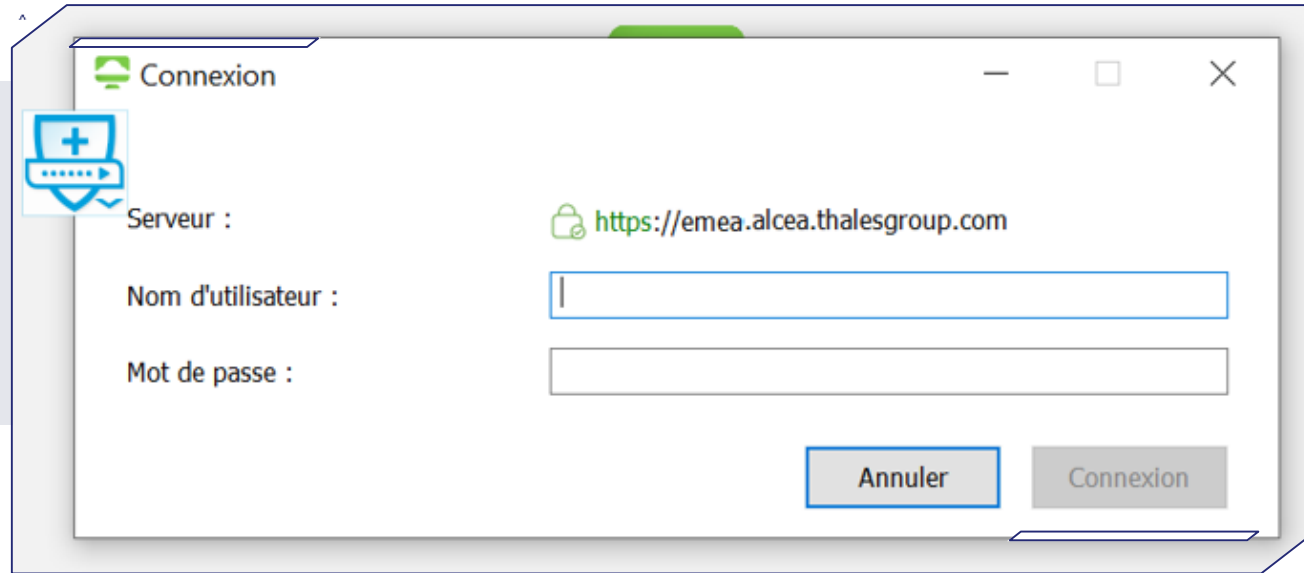 Connexion
Serveur :
https://emea.alcea.thalesgroup.com
Nom d'utilisateur :
Mot de passe :
Annuler
Connexion